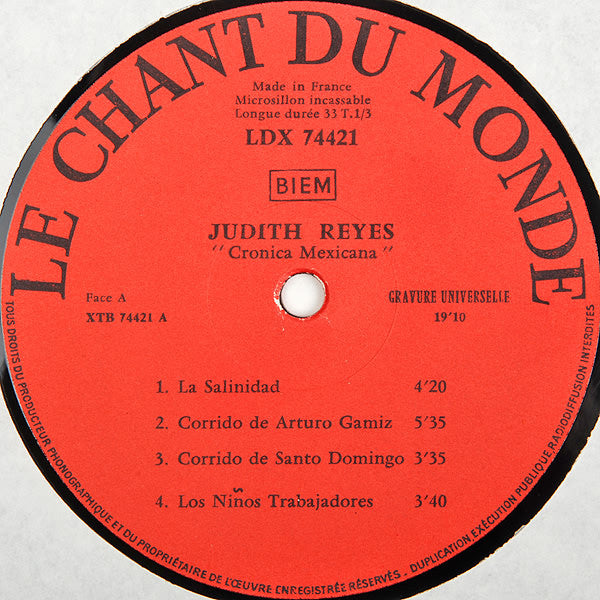 LE CHANT DU MONDE
Made in France
Microsillon incassable
Longue durée 33 T.1/3
LDX 74421
BIEM
JUDITH REYES
"Cronica Mexicana"
Face A
XTB 74421 A
GRAVURE UNIVERSELLE
19'10
1. La Salinidad 4'20
2. Corrido de Arturo Gamiz 5'35
3. Corrido de Santo Domingo 3'35
4. Los Niños Trabajadores 3'40
TOUS DROITS DU PRODUCTEUR PHONOGRAPHIQUE ET DU PROPRIÉTAIRE DE L'ŒUVRE ENREGISTRÉE RÉSERVÉS - DUPLICATION, EXÉCUTION PUBLIQUE, RADIODIFFUSION INTERDITES